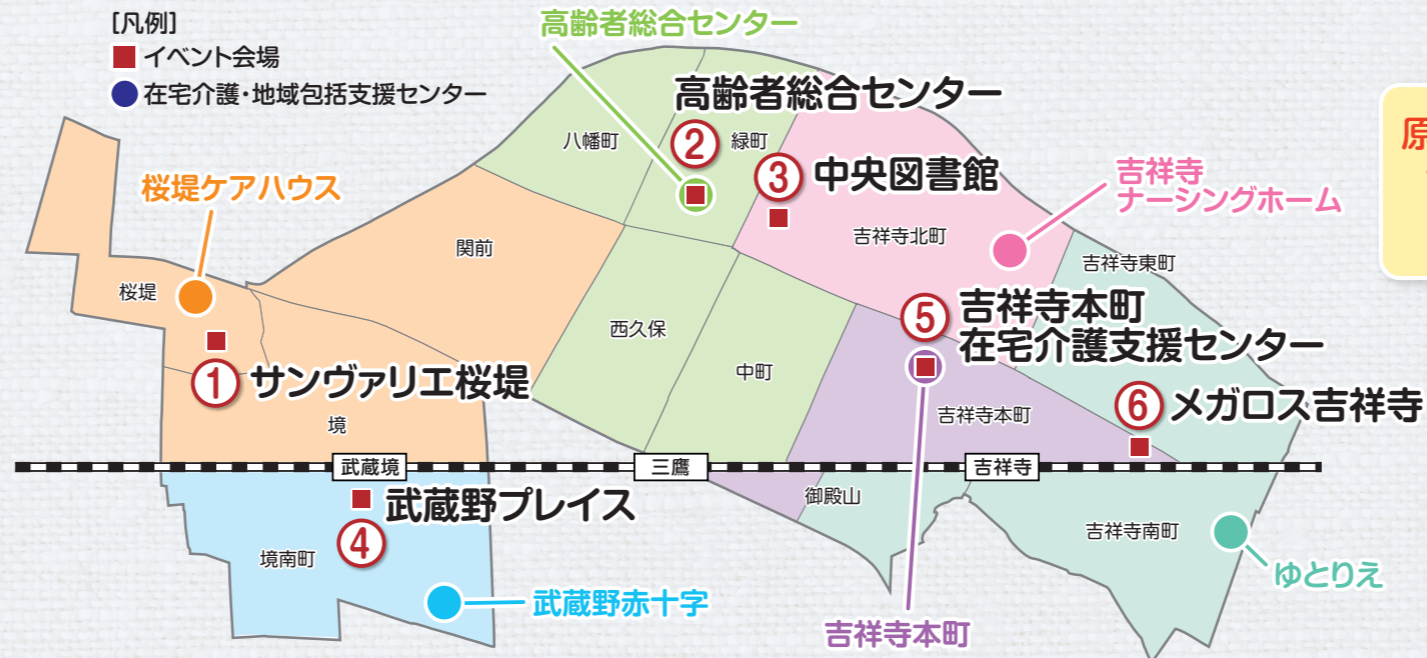 [凡例]
イベント会場
在宅介護・地域包括支援センター
高齢者総合センター
高齢者総合センター
②
八幡町
緑町
③
中央図書館
原
吉祥寺
ナーシングホーム
桜堤ケアハウス
関前
吉祥寺北町
吉祥寺東町
桜堤
西久保
⑤
吉祥寺本町
在宅介護支援センター
中町
①
サンヴァリエ桜堤
境
吉祥寺本町
⑥
メガロス吉祥寺
武蔵境
三鷹
吉祥寺
武蔵野プレイス
④
境南町
御殿山
吉祥寺南町
ゆとりえ
武蔵野赤十字
吉祥寺本町